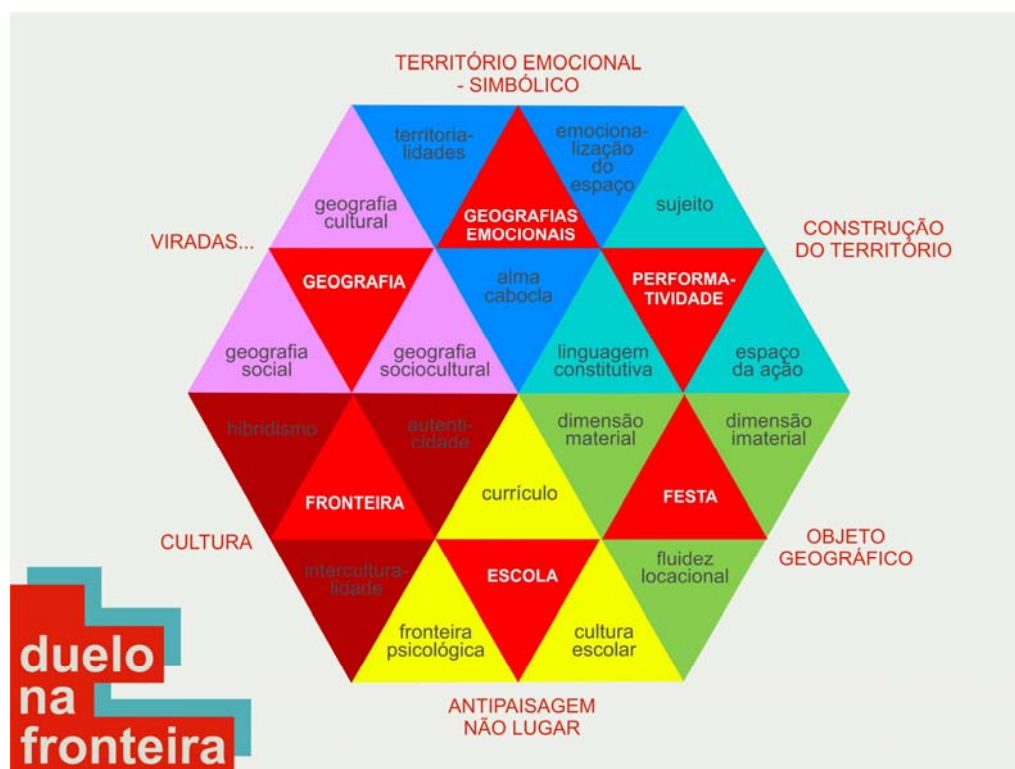 TERRITÓRIO EMOCIONAL
- SIMBÓLICO
territoria-
lidades
emociona-
lização
do
espaço
geografia
cultural
GEOGRAFIAS
EMOCIONAIS
sujeito
VIRADAS...
CONSTRUÇÃO
DO TERRITÓRIO
GEOGRAFIA
alma
cabocla
PERFORMA-
TIVIDADE
geografia
social
geografia
sociocultural
linguagem
constitutiva
espaço
da ação
hibridismo
autenti-
cidade
dimensão
material
dimensão
imaterial
FRONTEIRA
currículo
FESTA
CULTURA
OBJETO
GEOGRÁFICO
intercultura-
lidade
ESCOLA
fluidez
locacional
fronteira
psicológica
cultura
escolar
ANTIPAISAGEM
NÃO LUGAR
duelo
na
fronteira